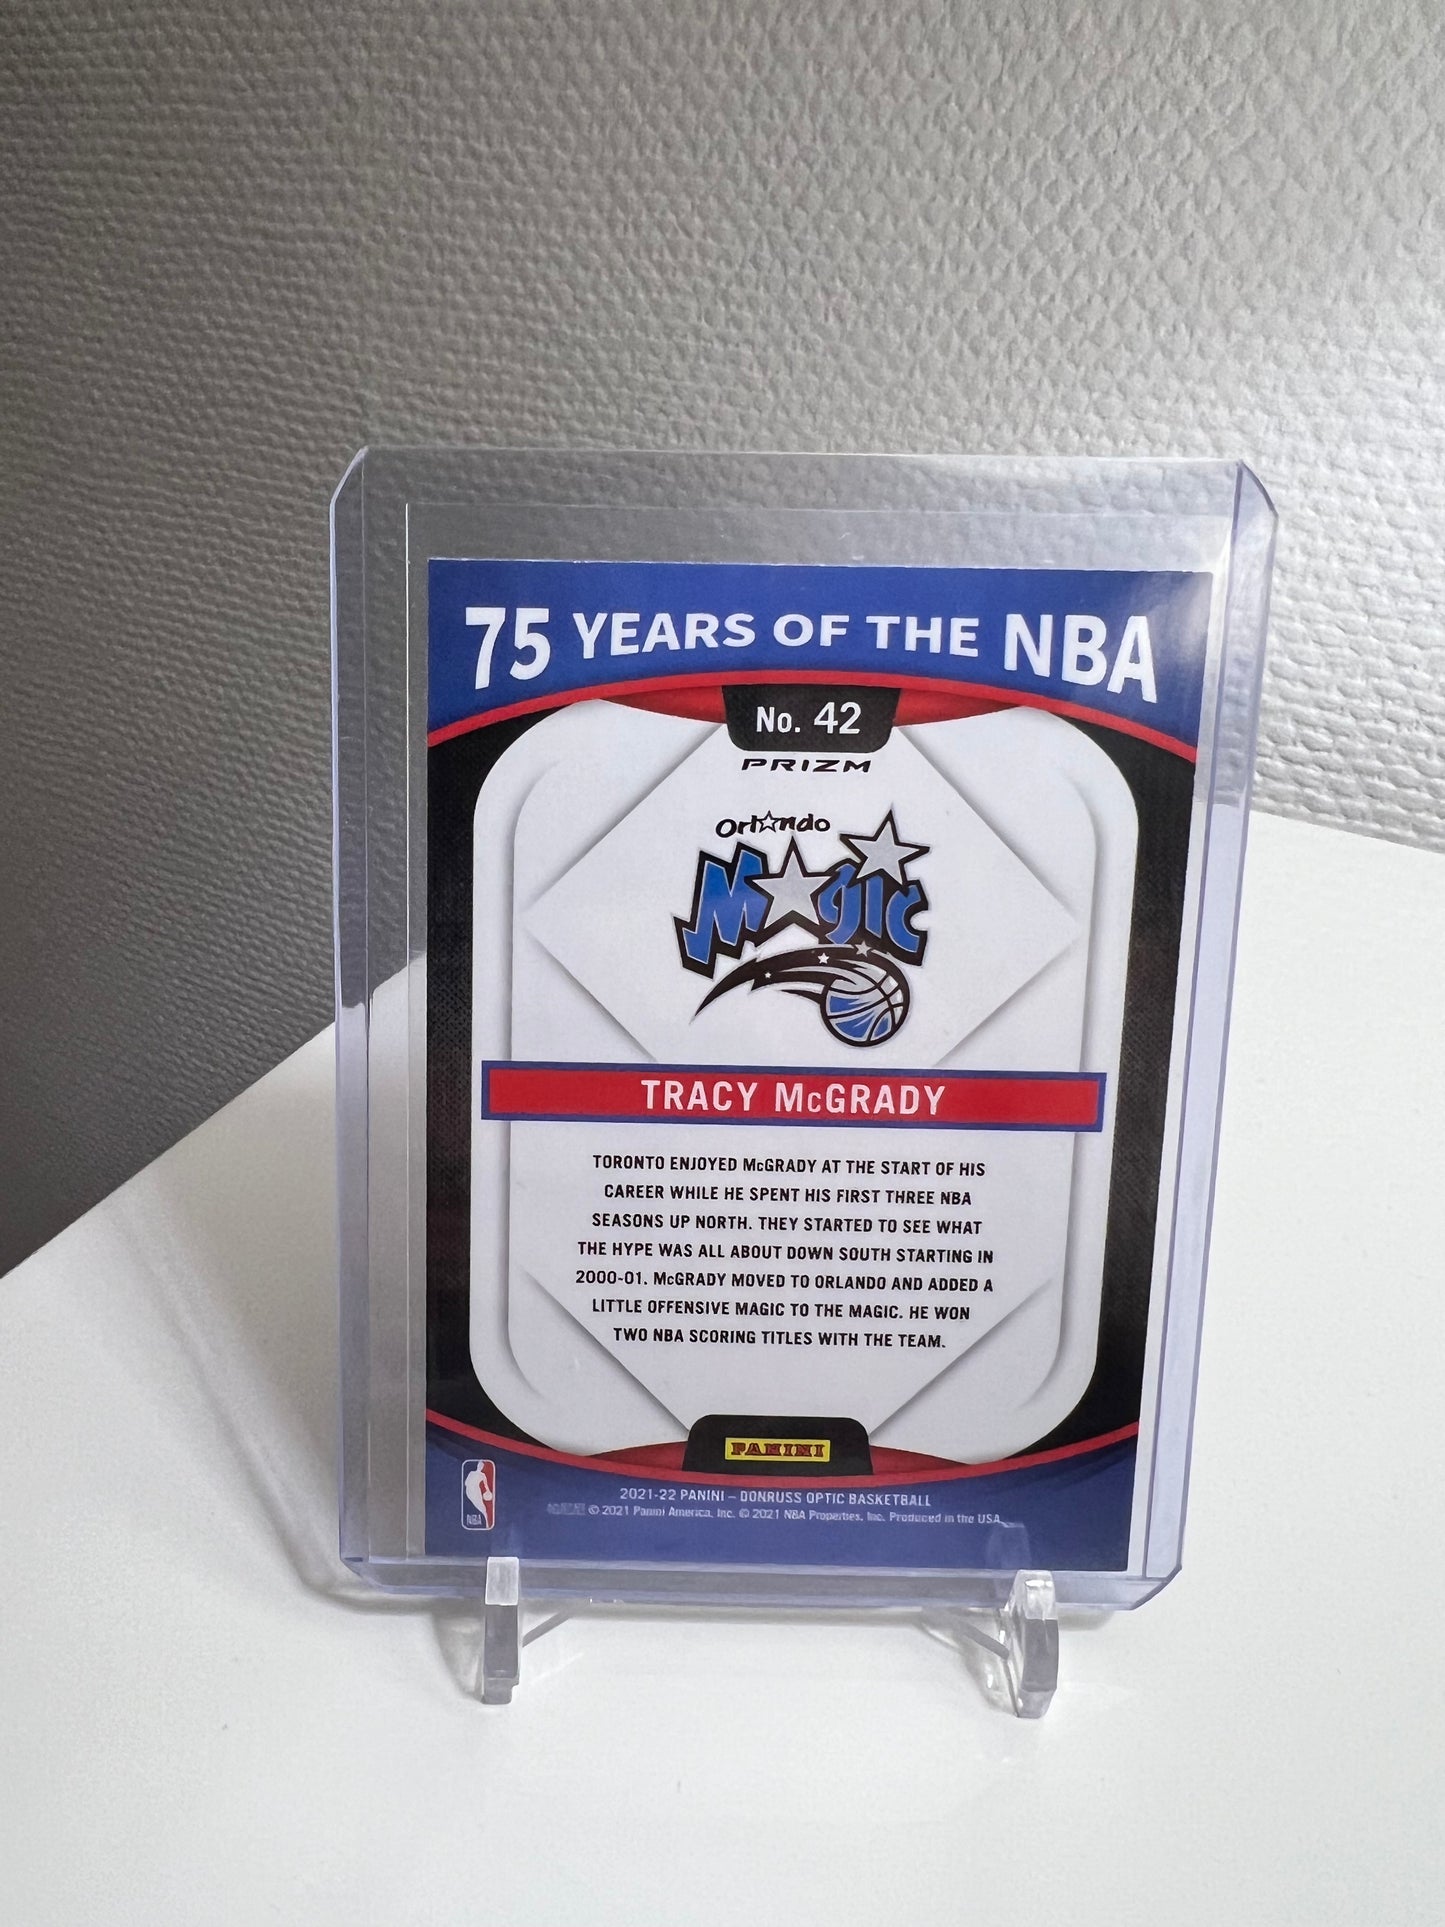 75 YEARS OF THE NBA
No. 42
PRIZM
Orlando
MAGIC
TRACY McGRADY
TORONTO ENJOYED McGRADY AT THE START OF HIS
CAREER WHILE HE SPENT HIS FIRST THREE NBA
SEASONS UP NORTH. THEY STARTED TO SEE WHAT
THE HYPE WAS ALL ABOUT DOWN SOUTH STARTING IN
2000-01. McGRADY MOVED TO ORLANDO AND ADDED A
LITTLE OFFENSIVE MAGIC TO THE MAGIC. HE WON
TWO NBA SCORING TITLES WITH THE TEAM.
PANINI
2021-22 PANINI – DONRUSS OPTIC BASKETBALL
© 2021 Panini America, Inc. © 2021 NBA Properties, Inc. Produced in the USA
NBA